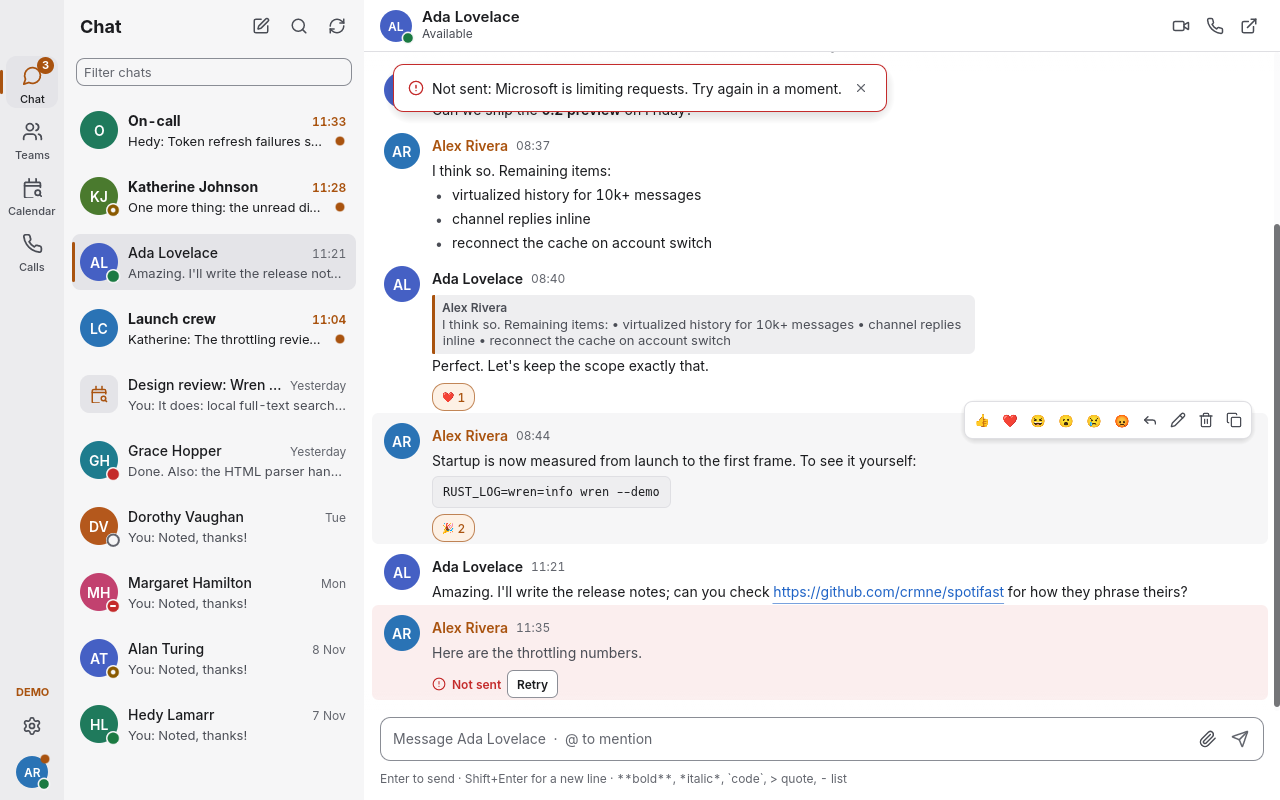 3
Chat
Teams
Calendar
Calls
DEMO
AR
Chat
Filter chats
O
On-call
11:33
Hedy: Token refresh failures s...
KJ
Katherine Johnson
11:28
One more thing: the unread di...
AL
Ada Lovelace
11:21
Amazing. I'll write the release not...
LC
Launch crew
11:04
Katherine: The throttling revie...
Design review: Wren ...
Yesterday
You: It does: local full-text search...
GH
Grace Hopper
Yesterday
Done. Also: the HTML parser han...
DV
Dorothy Vaughan
Tue
You: Noted, thanks!
MH
Margaret Hamilton
Mon
You: Noted, thanks!
AT
Alan Turing
8 Nov
You: Noted, thanks!
HL
Hedy Lamarr
7 Nov
You: Noted, thanks!
AL
Ada Lovelace
Available
Not sent: Microsoft is limiting requests. Try again in a moment.
Can we ship the 0.2 preview on Friday?
AR
Alex Rivera 08:37
I think so. Remaining items:
• virtualized history for 10k+ messages
• channel replies inline
• reconnect the cache on account switch
AL
Ada Lovelace 08:40
Alex Rivera
I think so. Remaining items: • virtualized history for 10k+ messages • channel replies
inline • reconnect the cache on account switch
Perfect. Let's keep the scope exactly that.
❤️ 1
👍 ❤️ 😆 😮 😢 😡
AR
Alex Rivera 08:44
Startup is now measured from launch to the first frame. To see it yourself:
RUST_LOG=wren=info wren --demo
🎉 2
AL
Ada Lovelace 11:21
Amazing. I'll write the release notes; can you check https://github.com/crmne/spotifast for how they phrase theirs?
AR
Alex Rivera 11:35
Here are the throttling numbers.
Not sent
Retry
Message Ada Lovelace · @ to mention
Enter to send · Shift+Enter for a new line · **bold**, *italic*, `code`, > quote, - list